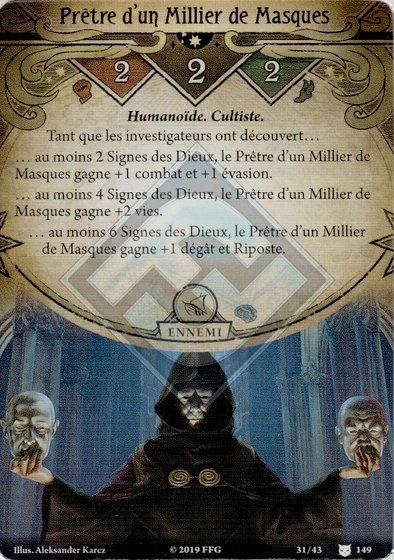 Prêtre d'un Millier de Masques
2 2 2
Humanoïde. Cultiste.
Tant que les investigateurs ont découvert…
… au moins 2 Signes des Dieux, le Prêtre d'un Millier de
Masques gagne +1 combat et +1 évasion.
… au moins 4 Signes des Dieux, le Prêtre d'un Millier de
Masques gagne +2 vies.
… au moins 6 Signes des Dieux, le Prêtre d'un Millier
de Masques gagne +1 dégât et Riposte.
ENNEMI
Illus. Aleksander Karcz © 2019 FFG 31/43 149